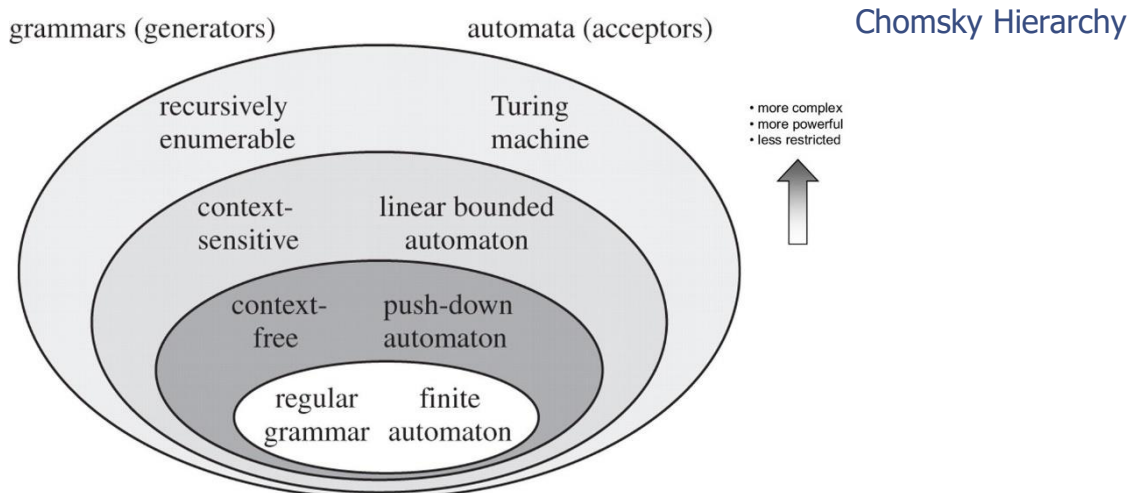 Chomsky Hierarchy
grammars (generators)
automata (acceptors)
recursively
enumerable
Turing
machine
• more complex
• more powerful
• less restricted
context-
sensitive
linear bounded
automaton
context-
free
push-down
automaton
regular
grammar
finite
automaton